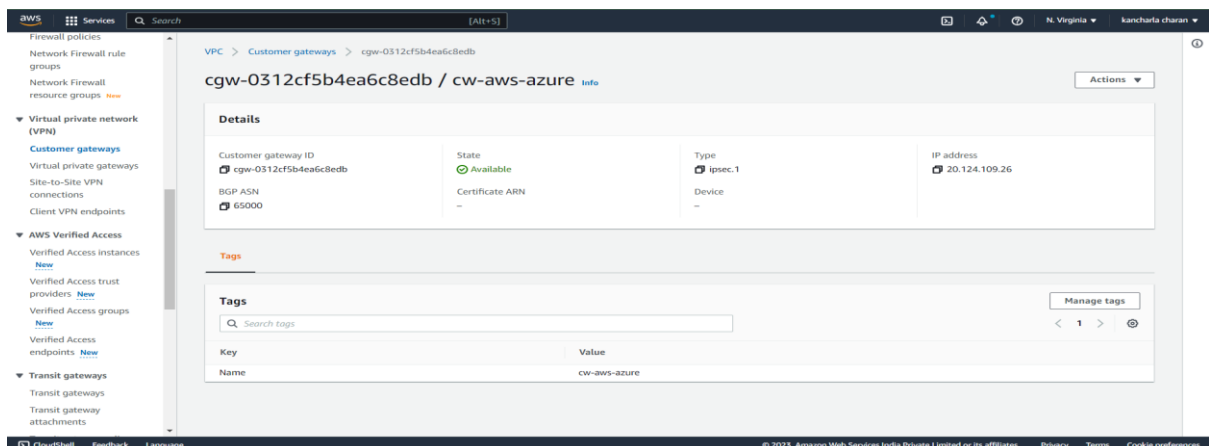 aws Services Search [Alt+S] N. Virginia kancharla charan
Firewall policies
Network Firewall rule
groups
Network Firewall
resource groups New
Virtual private network
(VPN)
Customer gateways
Virtual private gateways
Site-to-Site VPN
connections
Client VPN endpoints
AWS Verified Access
Verified Access instances
New
Verified Access trust
providers New
Verified Access groups
New
Verified Access
endpoints New
Transit gateways
Transit gateways
Transit gateway
attachments
VPC > Customer gateways > cgw-0312cf5b4ea6c8edb
cgw-0312cf5b4ea6c8edb / cw-aws-azure Info
Actions
Details
Customer gateway ID
cgw-0312cf5b4ea6c8edb
State
Available
Type
ipsec.1
IP address
20.124.109.26
BGP ASN
65000
Certificate ARN
–
Device
–
Tags
Tags
Manage tags
Search tags
< 1 >
Key Value
Name cw-aws-azure
CloudShell Feedback Language © 2023, Amazon Web Services India Private Limited or its affiliates. Privacy Terms Cookie preferences